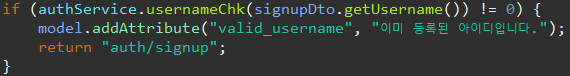 if (authService.usernameChk(signupDto.getUsername()) != 0) {
model.addAttribute("valid_username", "이미 등록된 아이디입니다.");
return "auth/signup";
}